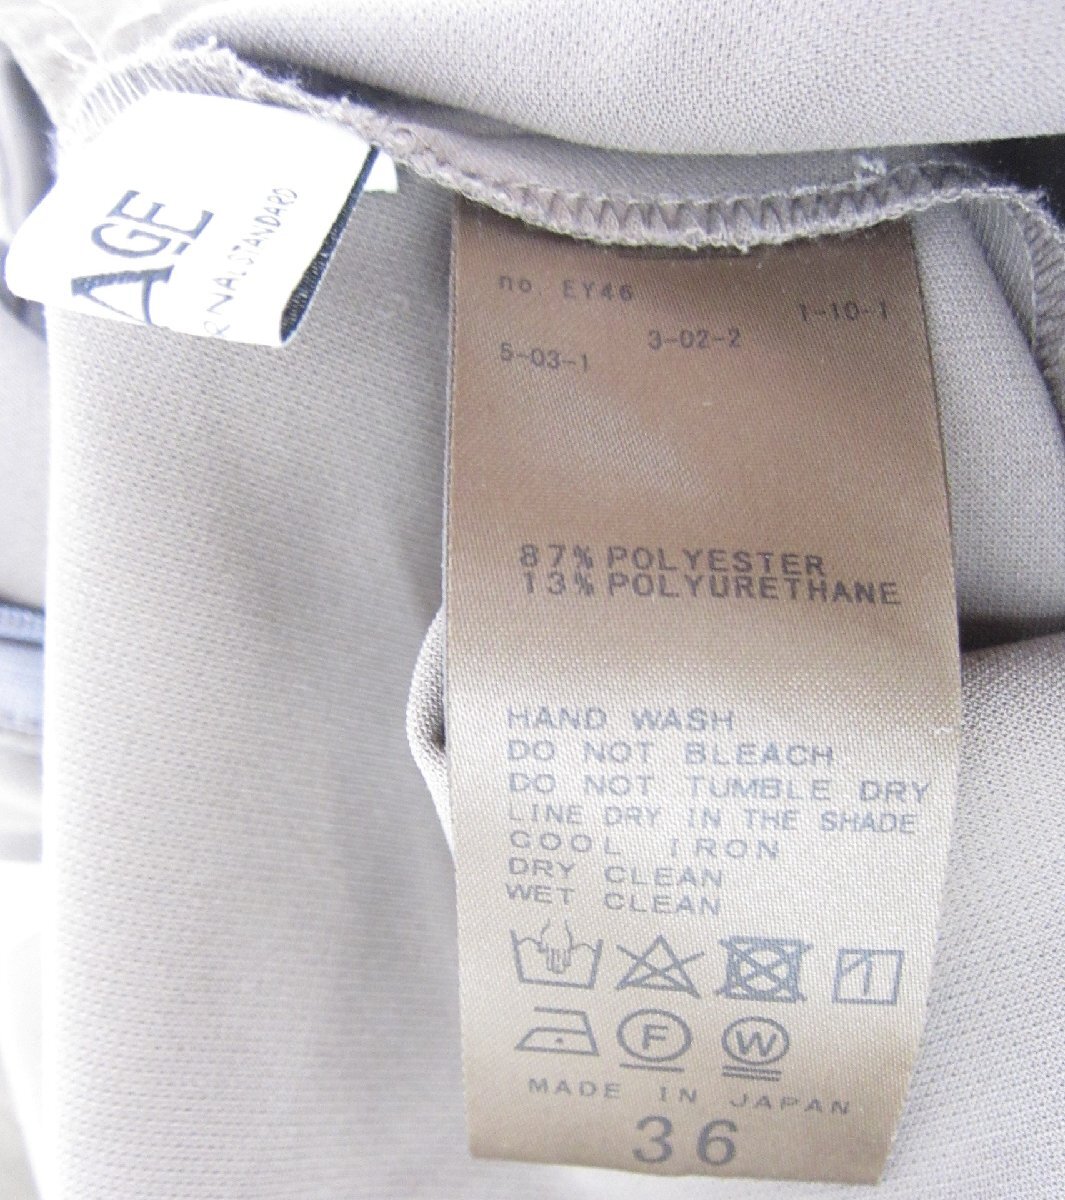 AGE
RNAL STANDARD
no EY46
1-10-1
3-02-2
5-03-1
87% POLYESTER
13% POLYURETHANE
HAND WASH
DO NOT BLEACH
DO NOT TUMBLE DRY
LINE DRY IN THE SHADE
COOL IRON
DRY CLEAN
WET CLEAN
F W
MADE IN JAPAN
36